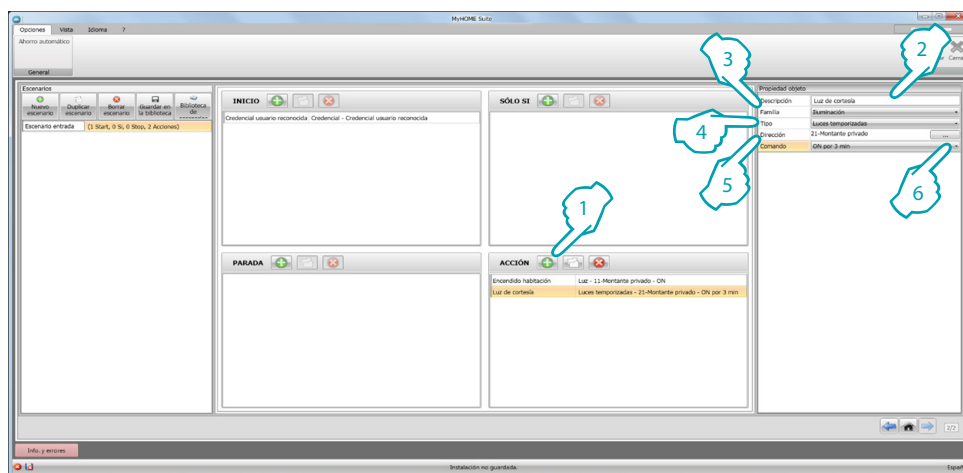 MyHOME Suite
Opciones Vista Idioma ?
Ahorro automático
General
Cerrar
Escenarios
Nuevo escenario
Duplicar escenario
Borrar escenario
Guardar en la biblioteca
Biblioteca de
Escenario entrada (1 Start, 0 Si, 0 Stop, 2 Acciones)
INICIO
Credencial usuario reconocida Credencial - Credencial usuario reconocida
SÓLO SI
PARADA
ACCIÓN
Encendido habitación Luz - 11-Montante privado - ON
Luz de cortesía Luces temporizadas - 21-Montante privado - ON por 3 min
Propiedad objeto
Descripción Luz de cortesía
Familia Iluminación
Tipo Luces temporizadas
Dirección 21-Montante privado ...
Comando ON por 3 min
1
2
3
4
5
6
2/2
Info. y errores
Instalación no guardada.
Españ